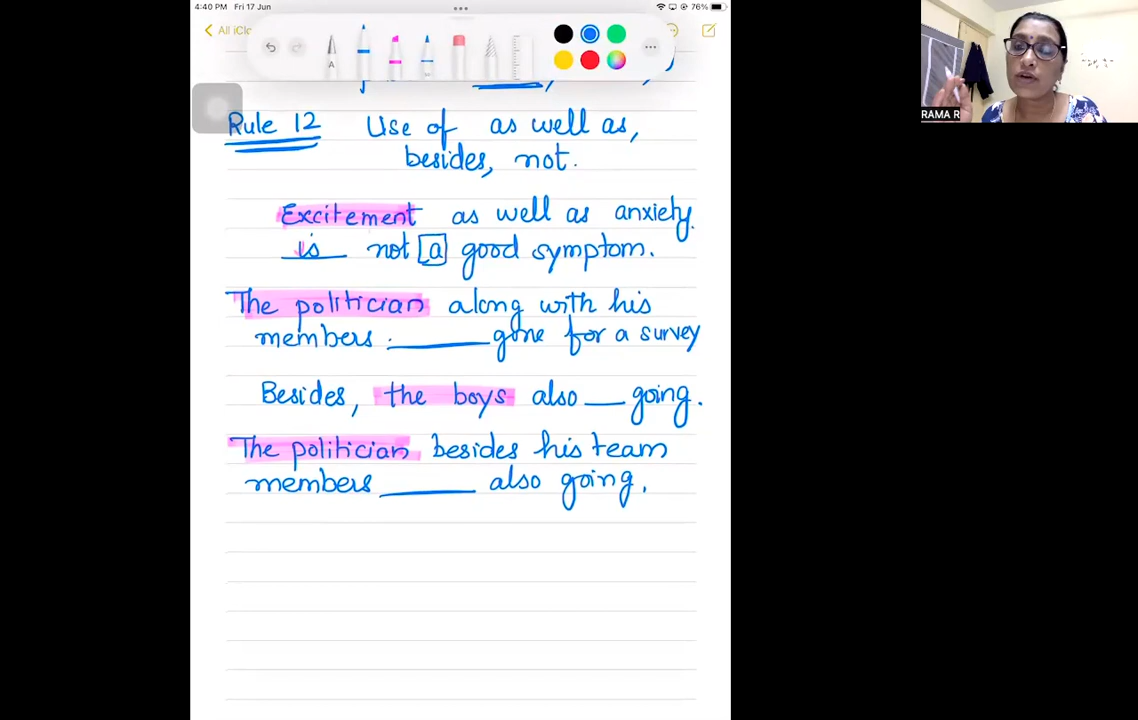 4:40 PM Fri 17 Jun
76%
All iClo
A
Rule 12 Use of as well as,
besides, not.
Excitement as well as anxiety.
is not a good symptom.
The politician along with his
members. ______ gone for a survey
Besides, the boys also ___ going.
The politician besides his team
members ______ also going.
RAMA R